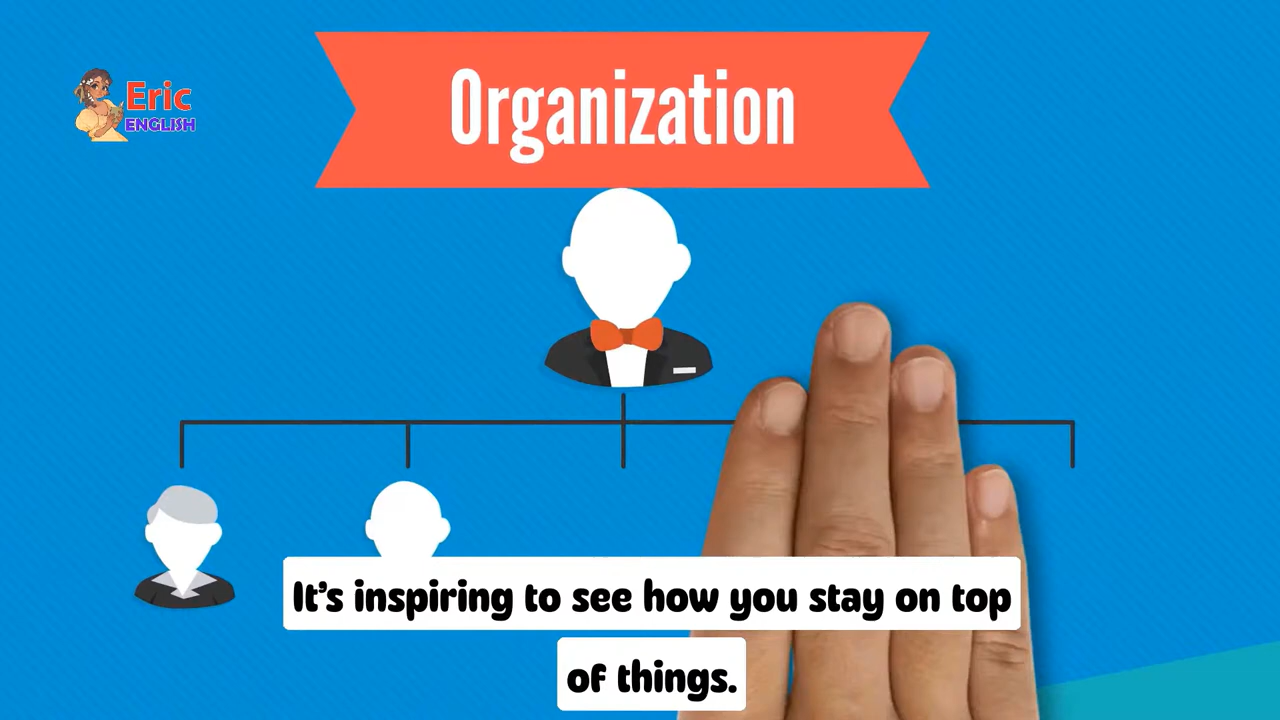 Organization
Eric
ENGLISH
It's inspiring to see how you stay on top
of things.